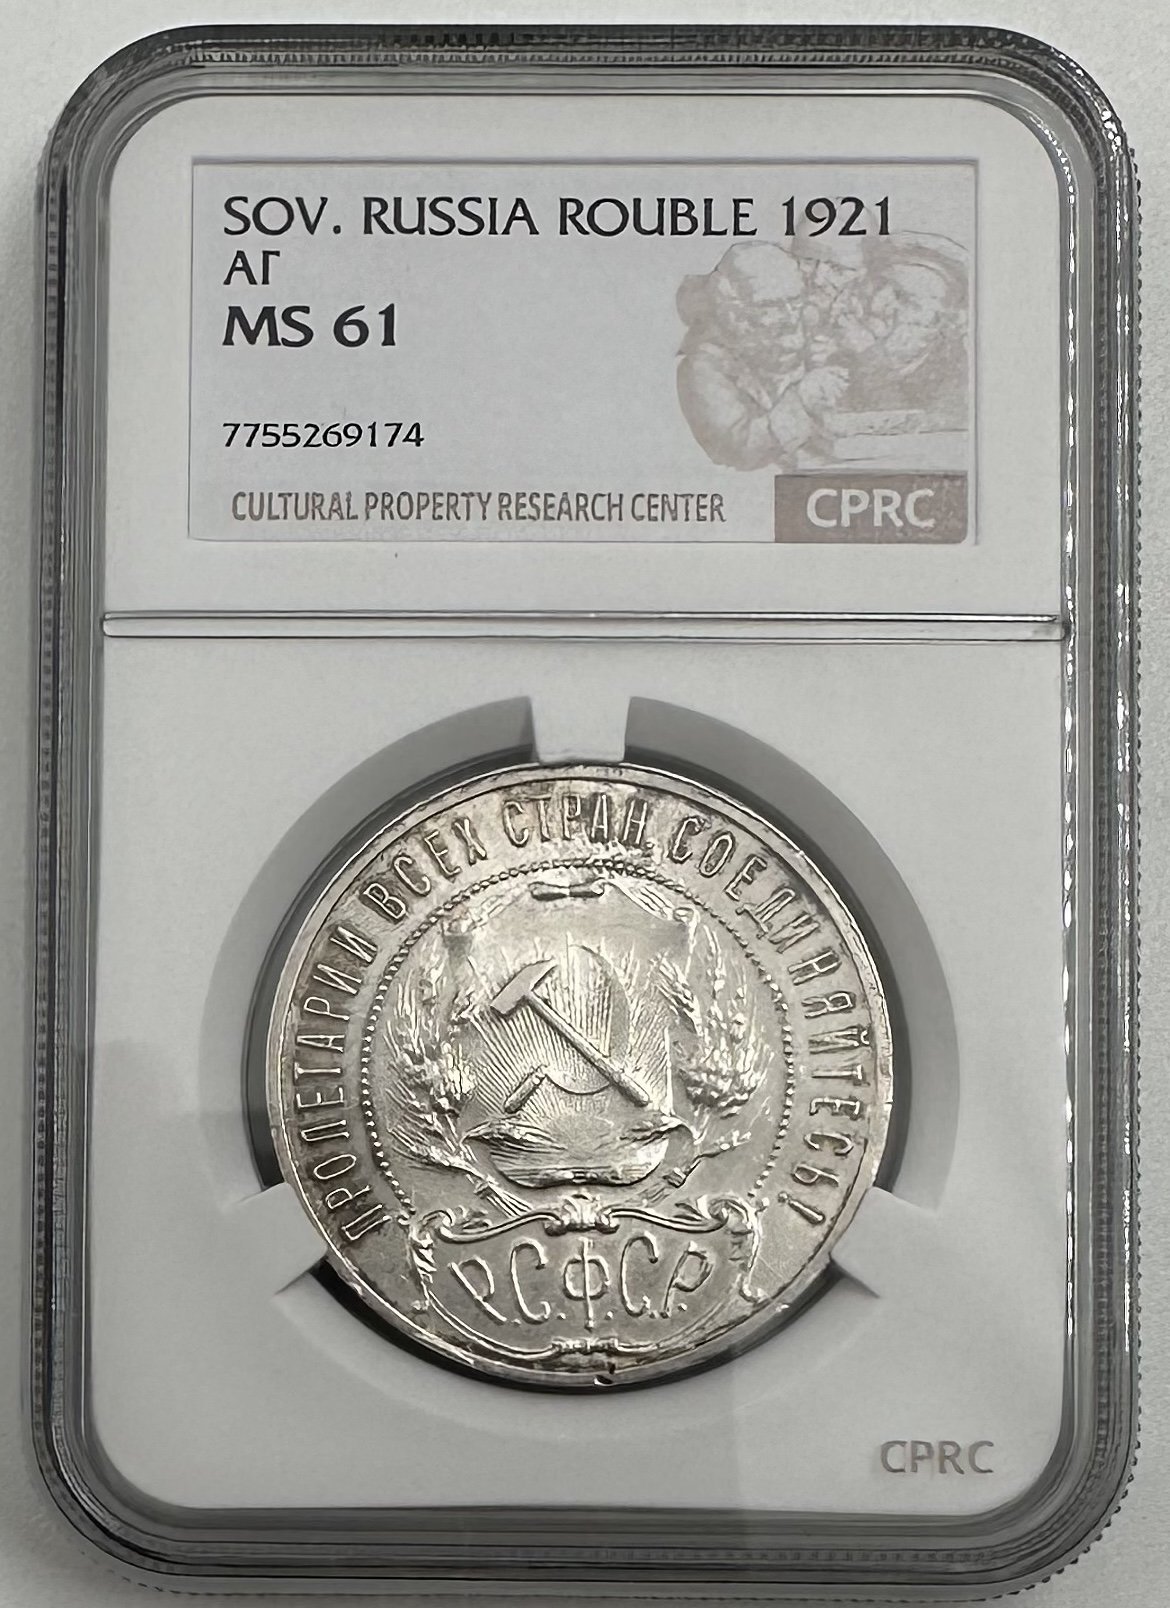 SOV. RUSSIA ROUBLE 1921
АГ
MS 61
7755269174
CULTURAL PROPERTY RESEARCH CENTER
CPRC
ПРОЛЕТАРИИ ВСЕХ СТРАН, СОЕДИНЯЙТЕСЬ!
Р.С.Ф.С.Р.
CPRC